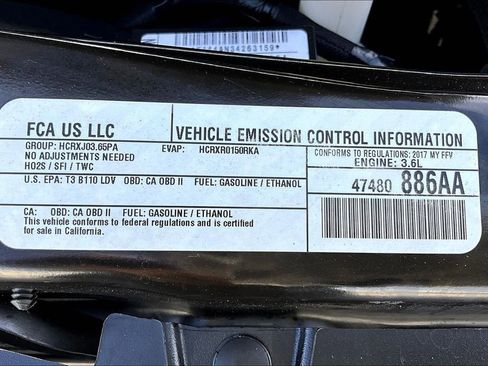 FCA US LLC
VEHICLE EMISSION CONTROL INFORMATION
GROUP: HCRXJ03.65PA EVAP: HCRXR0150RKA
NO ADJUSTMENTS NEEDED
HO2S / SFI / TWC
CONFORMS TO REGULATIONS: 2017 MY FFV
ENGINE: 3.6L
U.S. EPA: T3 B110 LDV OBD: CA OBD II FUEL: GASOLINE / ETHANOL
47480 886AA
CA: OBD: CA OBD II FUEL: GASOLINE / ETHANOL
This vehicle conforms to federal regulations and is certified
for sale in California.